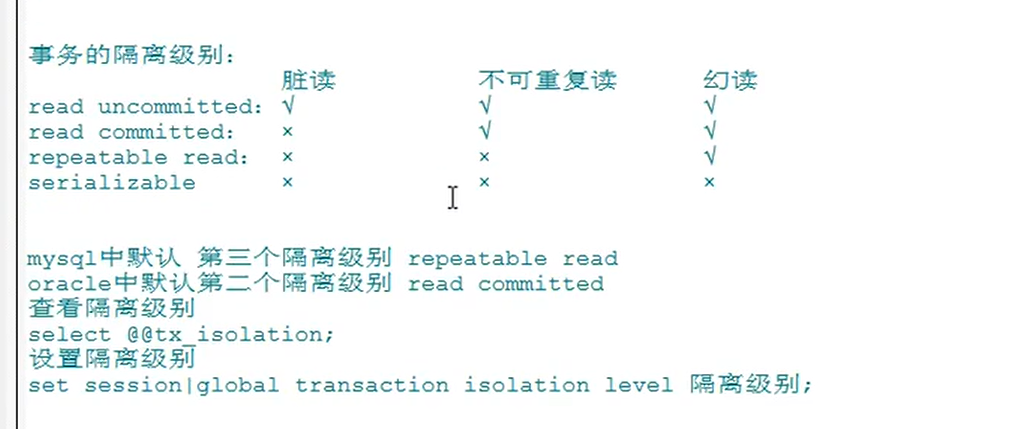 事务的隔离级别：
脏读 不可重复读 幻读
read uncommitted: √ √ √
read committed: × √ √
repeatable read: × × √
serializable × × ×
mysql中默认 第三个隔离级别 repeatable read
oracle中默认第二个隔离级别 read committed
查看隔离级别
select @@tx_isolation;
设置隔离级别
set session|global transaction isolation level 隔离级别;